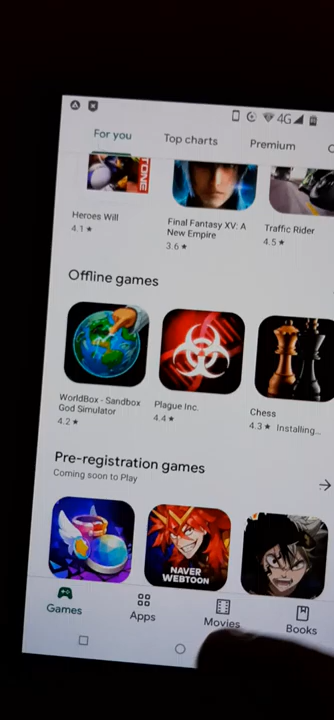 4G
For you
Top charts
Premium
TONE
Heroes Will
4.1 ★
Final Fantasy XV: A
New Empire
3.6 ★
Traffic Rider
4.5 ★
Offline games
WorldBox - Sandbox
God Simulator
4.2 ★
Plague Inc.
4.4 ★
Chess
4.3 ★ Installing...
Pre-registration games
Coming soon to Play
NAVER
WEBTOON
Games
Apps
Movies
Books